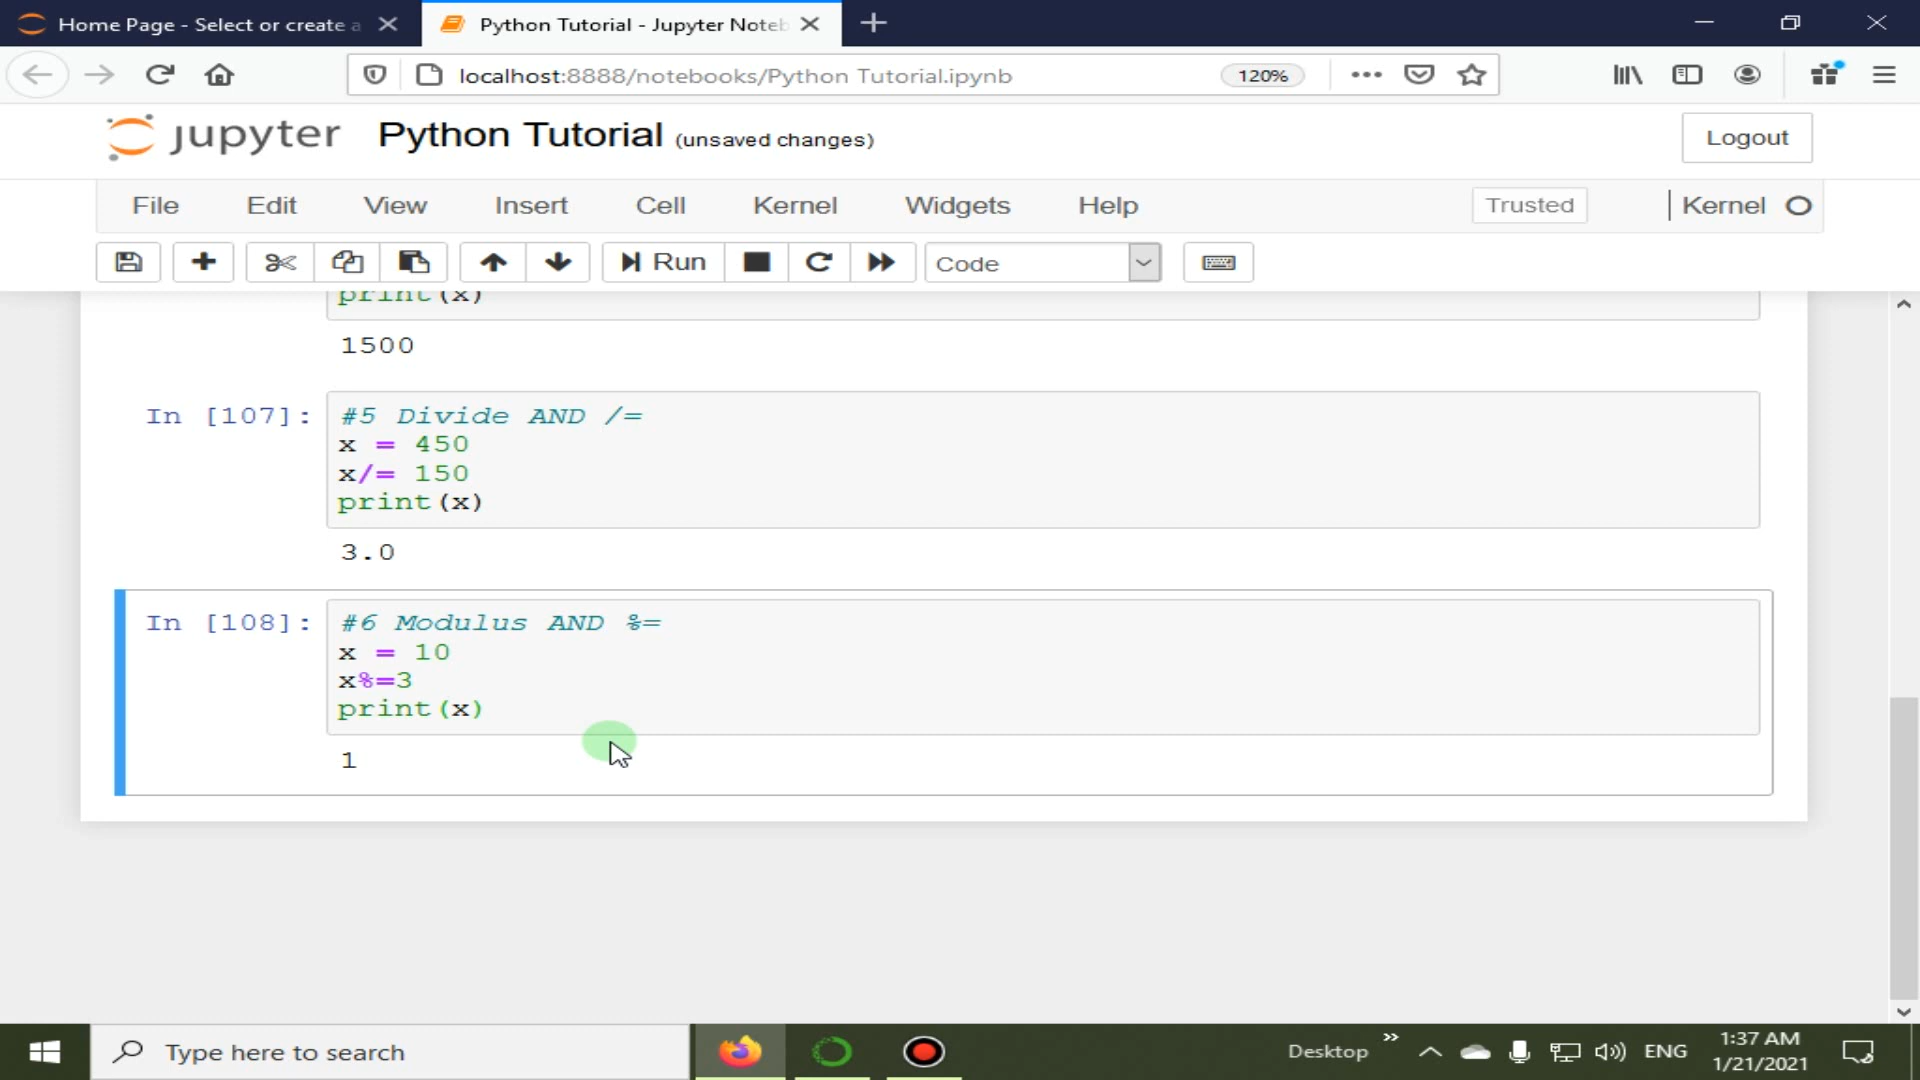 Home Page - Select or create a
Python Tutorial - Jupyter Noteb
localhost:8888/notebooks/Python Tutorial.ipynb
120%
jupyter
Python Tutorial (unsaved changes)
Logout
File Edit View Insert Cell Kernel Widgets Help
Trusted
Kernel
Run
Code
print(x)
1500
In [107]:
#5 Divide AND /=
x = 450
x/= 150
print(x)
3.0
In [108]:
#6 Modulus AND %=
x = 10
x%=3
print(x)
1
Type here to search
Desktop
ENG
1:37 AM
1/21/2021